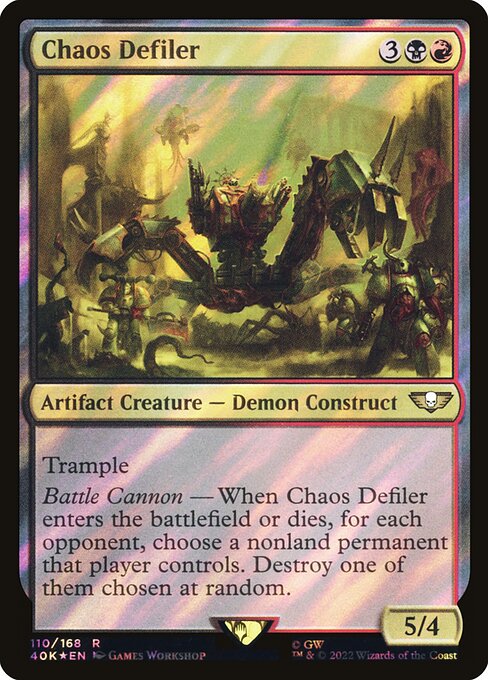 Chaos Defiler 3
Artifact Creature — Demon Construct
Trample
Battle Cannon — When Chaos Defiler
enters the battlefield or dies, for each
opponent, choose a nonland permanent
that player controls. Destroy one of
them chosen at random.
5/4
110/168 R
40K★EN Games Workshop
© GW
™ & © 2022 Wizards of the Coast